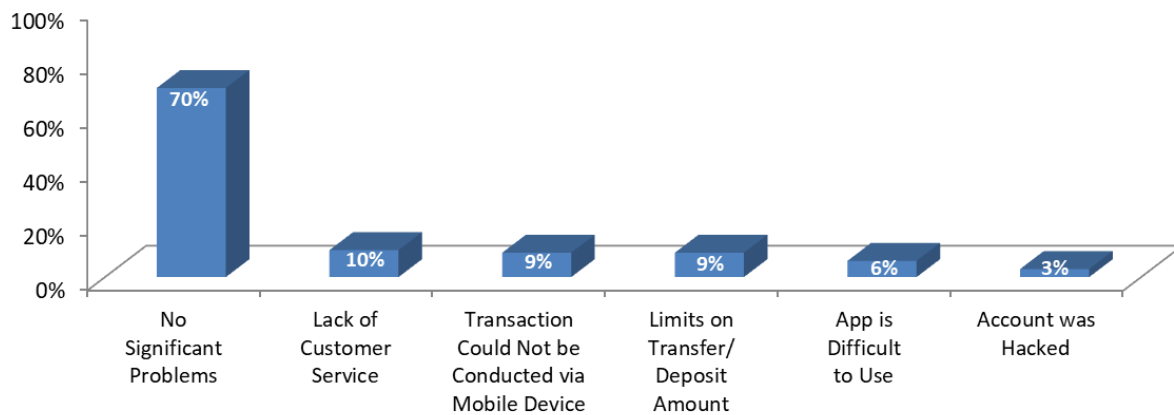 100%
80%
60%
40%
20%
0%
70%
10%
9%
9%
6%
3%
No
Significant
Problems
Lack of
Customer
Service
Transaction
Could Not be
Conducted via
Mobile Device
Limits on
Transfer/
Deposit
Amount
App is
Difficult
to Use
Account was
Hacked